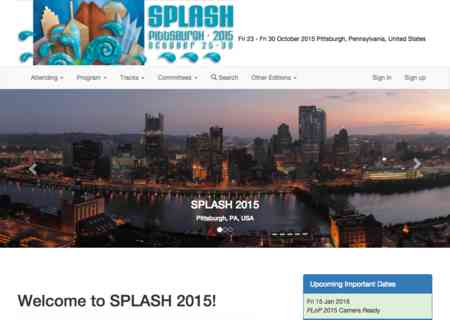 SPLASH
PITTSBURGH · 2015
OCTOBER 25-30
Fri 23 - Fri 30 October 2015 Pittsburgh, Pennsylvania, United States
Attending Program Tracks Committees Search Other Editions Sign in Sign up
SPLASH 2015
Pittsburgh, PA, USA
Welcome to SPLASH 2015!
Upcoming Important Dates
Fri 15 Jan 2016
PLoP 2015 Camera Ready